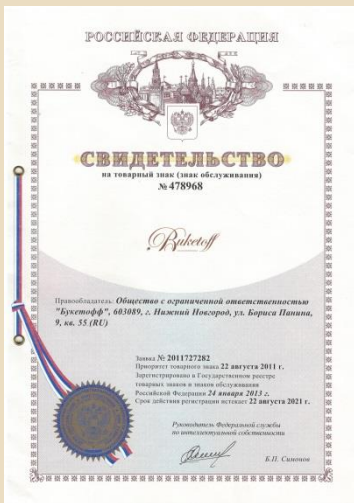 РОССИЙСКАЯ ФЕДЕРАЦИЯ
СВИДЕТЕЛЬСТВО
на товарный знак (знак обслуживания)
№ 478968
Buketoff
Правообладатель: Общество с ограниченной ответственностью
"Букетофф", 603089, г. Нижний Новгород, ул. Бориса Панина,
9, кв. 55 (RU)
Заявка № 2011727282
Приоритет товарного знака 22 августа 2011 г.
Зарегистрировано в Государственном реестре
товарных знаков и знаков обслуживания
Российской Федерации 24 января 2013 г.
Срок действия регистрации истекает 22 августа 2021 г.
Руководитель Федеральной службы
по интеллектуальной собственности
Б.П. Симонов